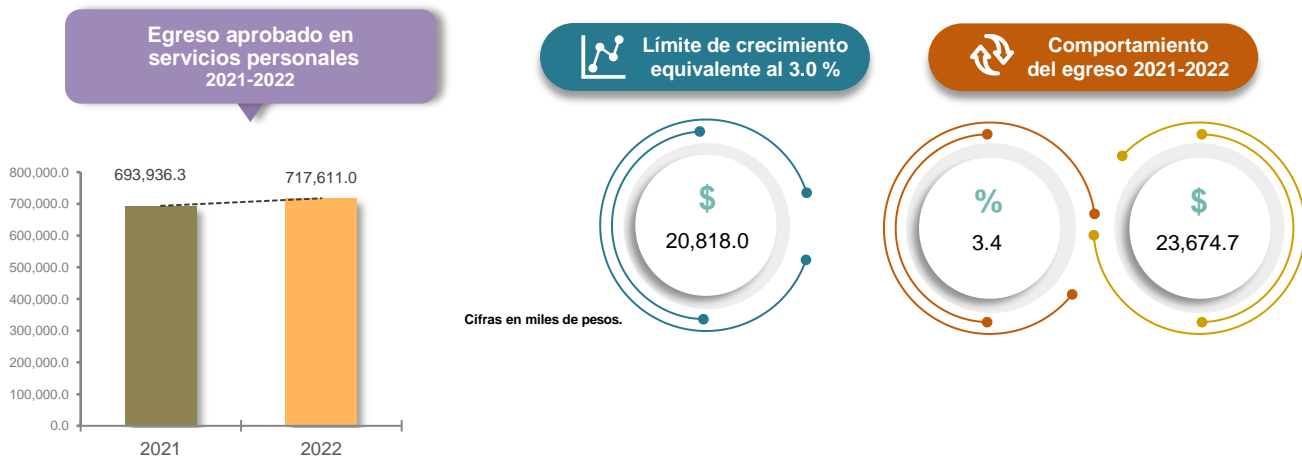 Egreso aprobado en
servicios personales
2021-2022
Límite de crecimiento
equivalente al 3.0 %
Comportamiento
del egreso 2021-2022
800,000.0
700,000.0
600,000.0
500,000.0
400,000.0
300,000.0
200,000.0
100,000.0
0.0
693,936.3
717,611.0
2021
2022
$
20,818.0
%
3.4
$
23,674.7
Cifras en miles de pesos.